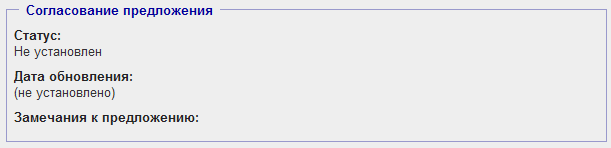 Согласование предложения
Статус:
Не установлен
Дата обновления:
(не установлено)
Замечания к предложению: